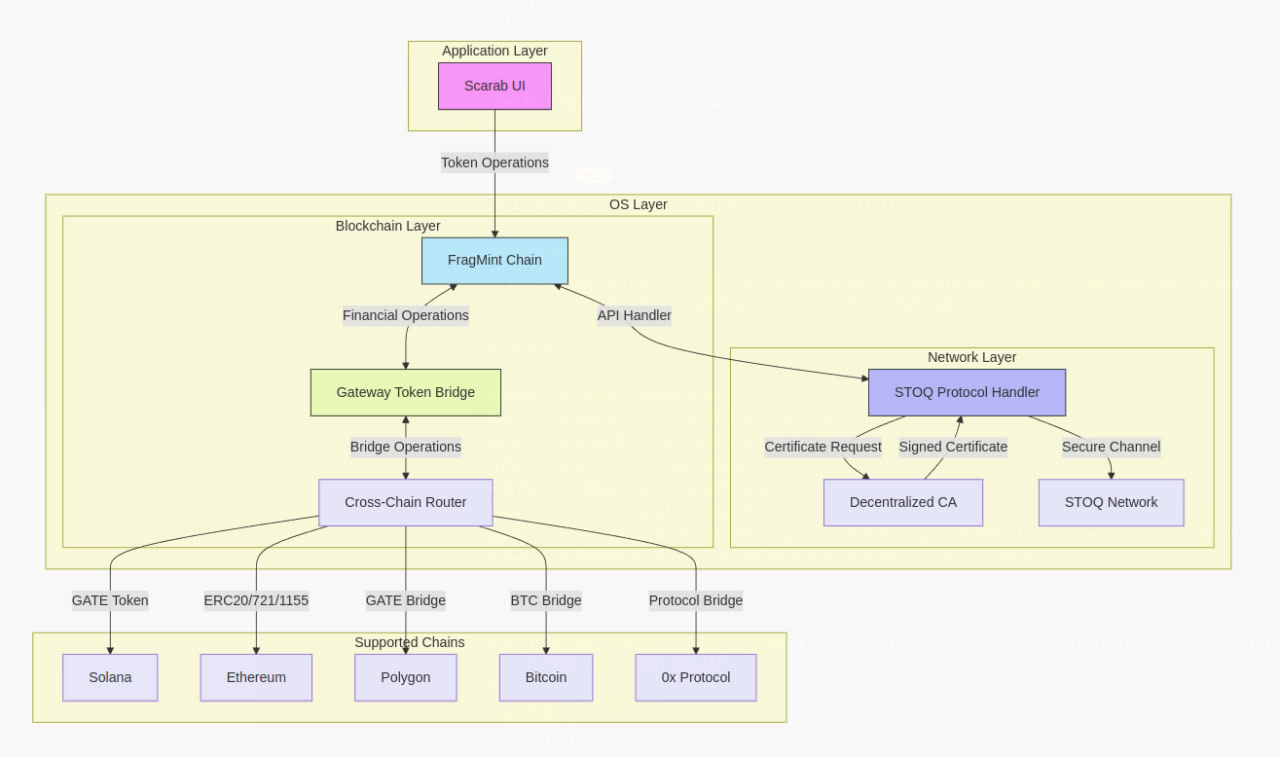 Application Layer
Scarab UI
Token Operations
OS Layer
Blockchain Layer
FragMint Chain
Financial Operations
API Handler
Network Layer
Gateway Token Bridge
STOQ Protocol Handler
Bridge Operations
Certificate Request
Signed Certificate
Secure Channel
Cross-Chain Router
Decentralized CA
STOQ Network
GATE Token
ERC20/721/1155
GATE Bridge
BTC Bridge
Protocol Bridge
Supported Chains
Solana
Ethereum
Polygon
Bitcoin
0x Protocol